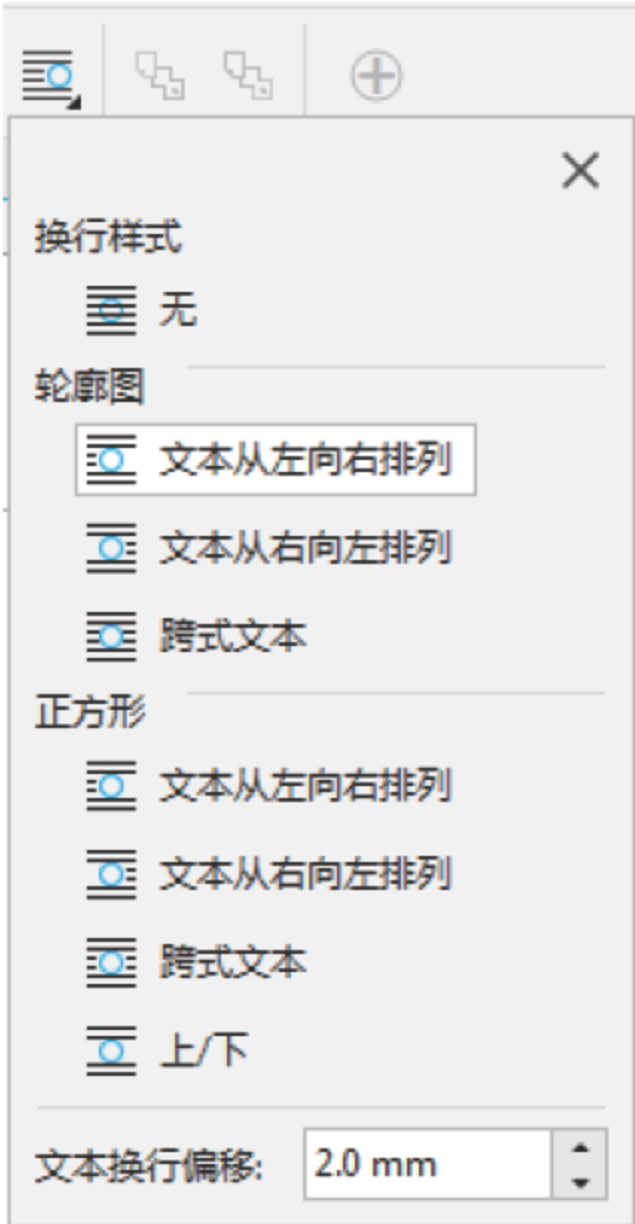 换行样式
无
轮廓图
文本从左向右排列
文本从右向左排列
跨式文本
正方形
文本从左向右排列
文本从右向左排列
跨式文本
上/下
文本换行偏移: 2.0 mm